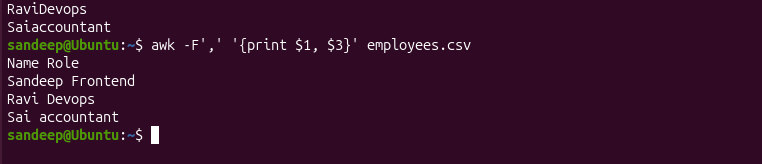 RaviDevops
Saiaccountant
sandeep@Ubuntu:~$ awk -F',' '{print $1, $3}' employees.csv
Name Role
Sandeep Frontend
Ravi Devops
Sai accountant
sandeep@Ubuntu:~$